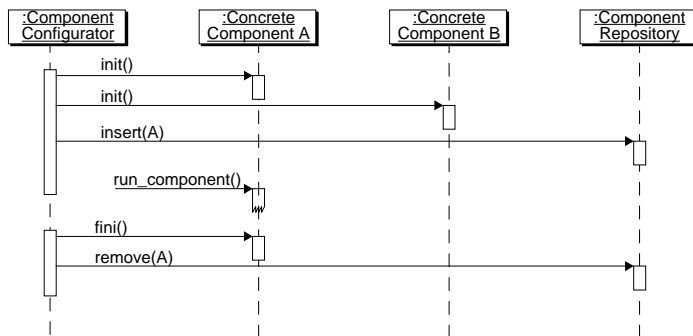 :Component
Configurator
:Concrete
Component A
:Concrete
Component B
:Component
Repository
init()
init()
insert(A)
run_component()
fini()
remove(A)